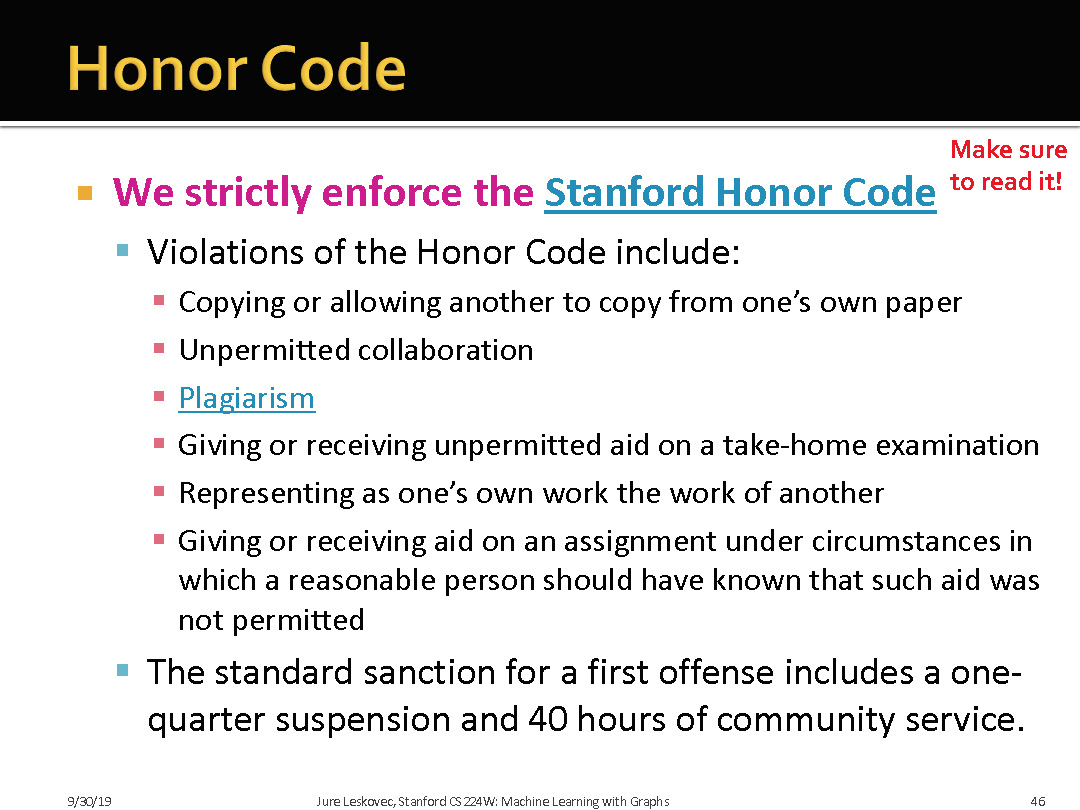 Honor Code
Make sure
to read it!
We strictly enforce the Stanford Honor Code
Violations of the Honor Code include:
Copying or allowing another to copy from one’s own paper
Unpermitted collaboration
Plagiarism
Giving or receiving unpermitted aid on a take-home examination
Representing as one’s own work the work of another
Giving or receiving aid on an assignment under circumstances in
which a reasonable person should have known that such aid was
not permitted
The standard sanction for a first offense includes a one-
quarter suspension and 40 hours of community service.
9/30/19 Jure Leskovec, Stanford CS224W: Machine Learning with Graphs 46